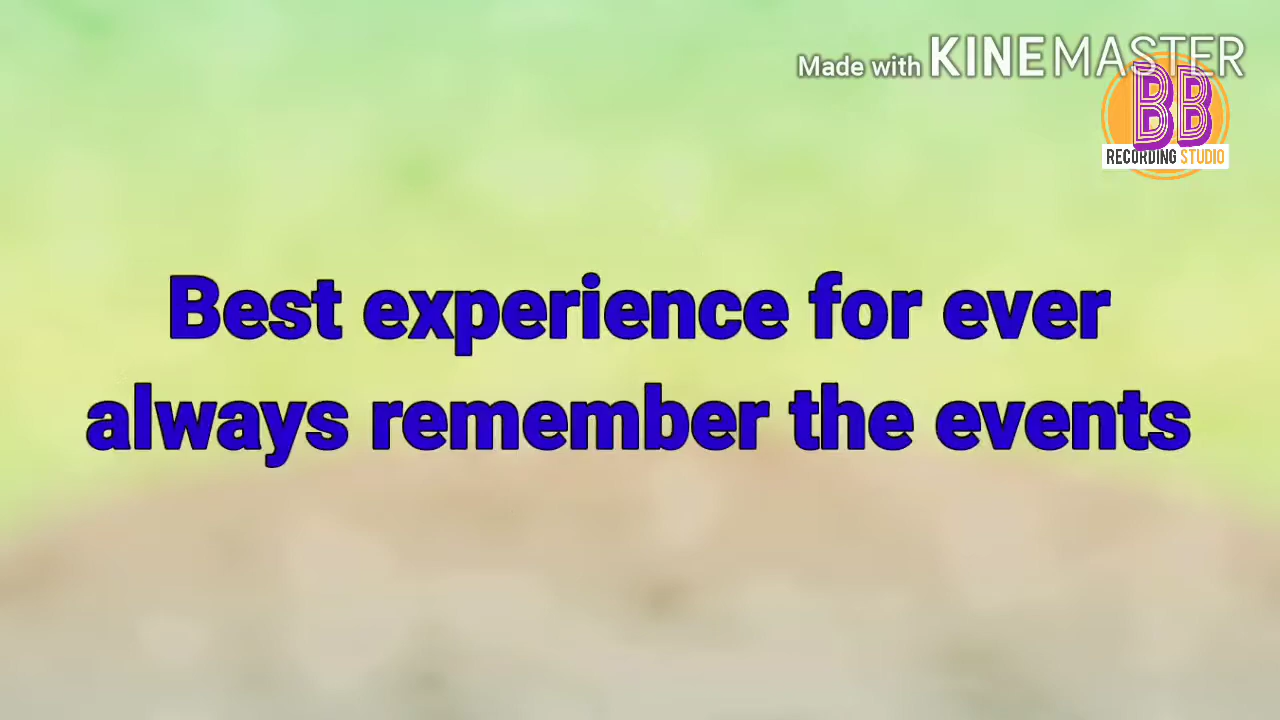 Made with KINEMASTER
BB
RECORDING STUDIO
Best experience for ever
always remember the events